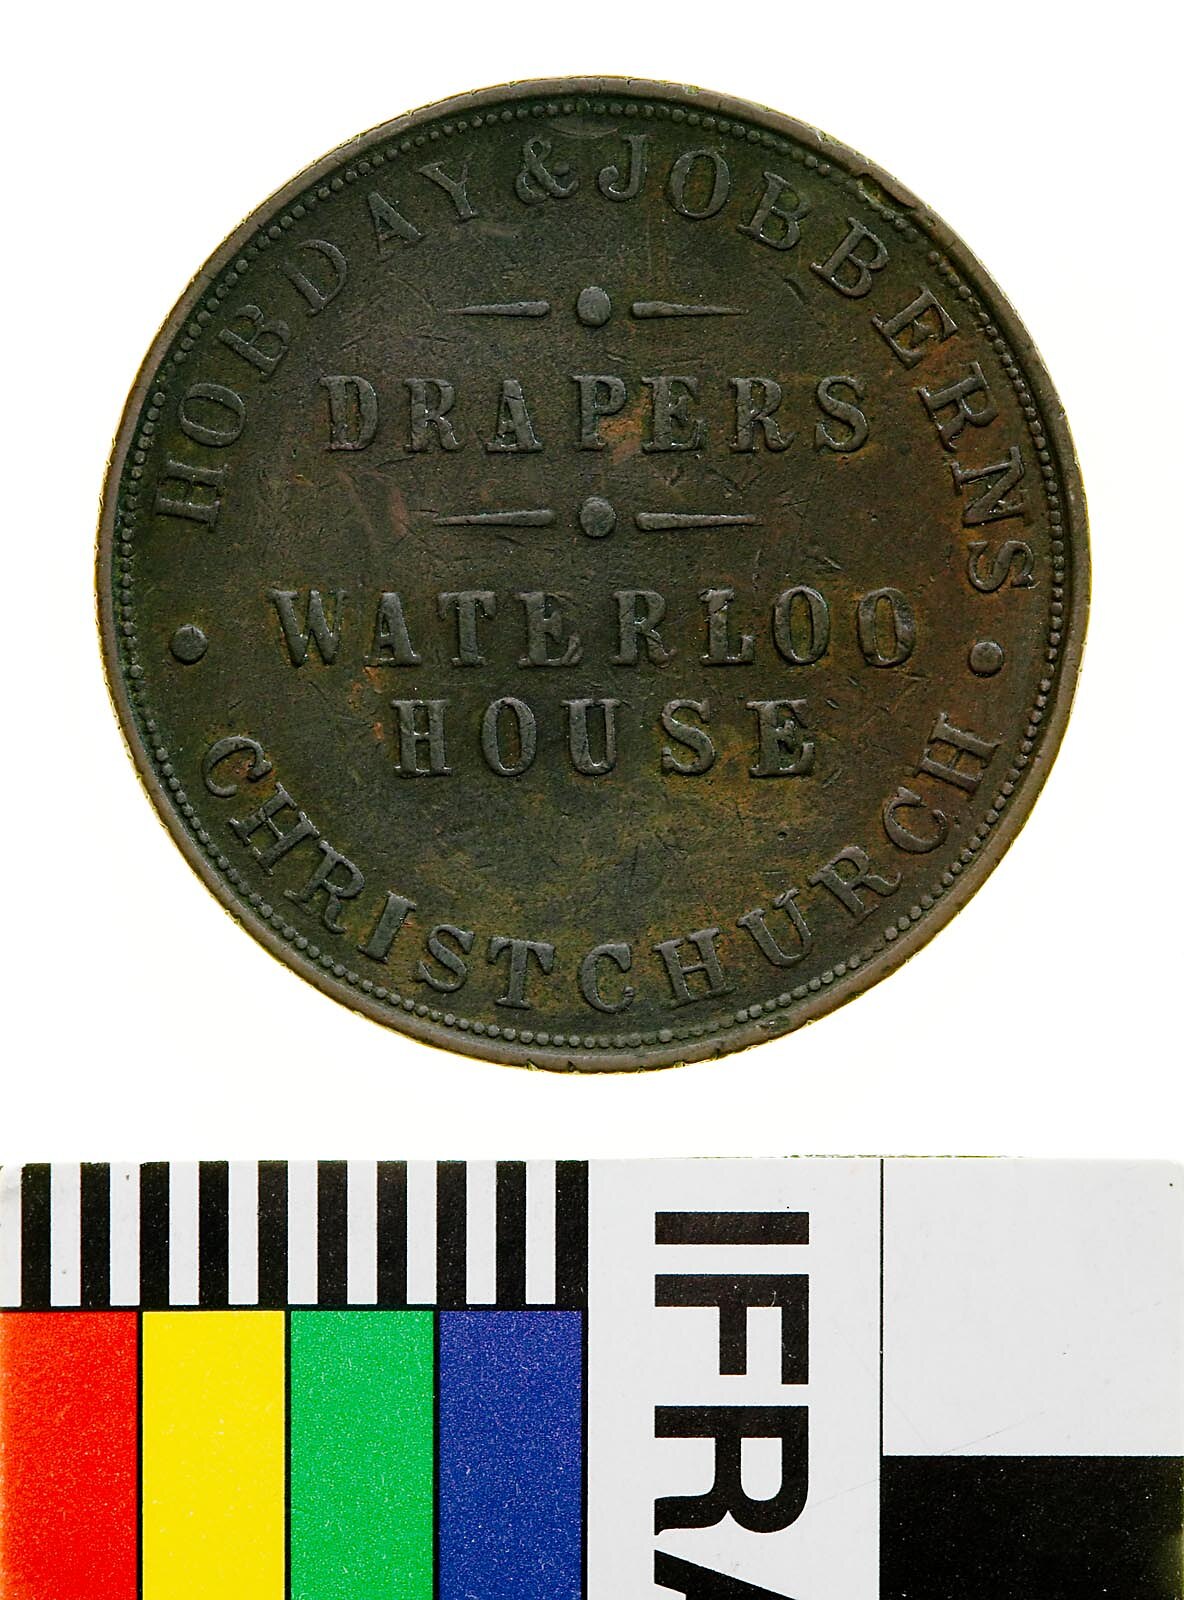 HOBDAY & JOBBERNS
DRAPERS
WATERLOO
HOUSE
CHRISTCHURCH
IFRA